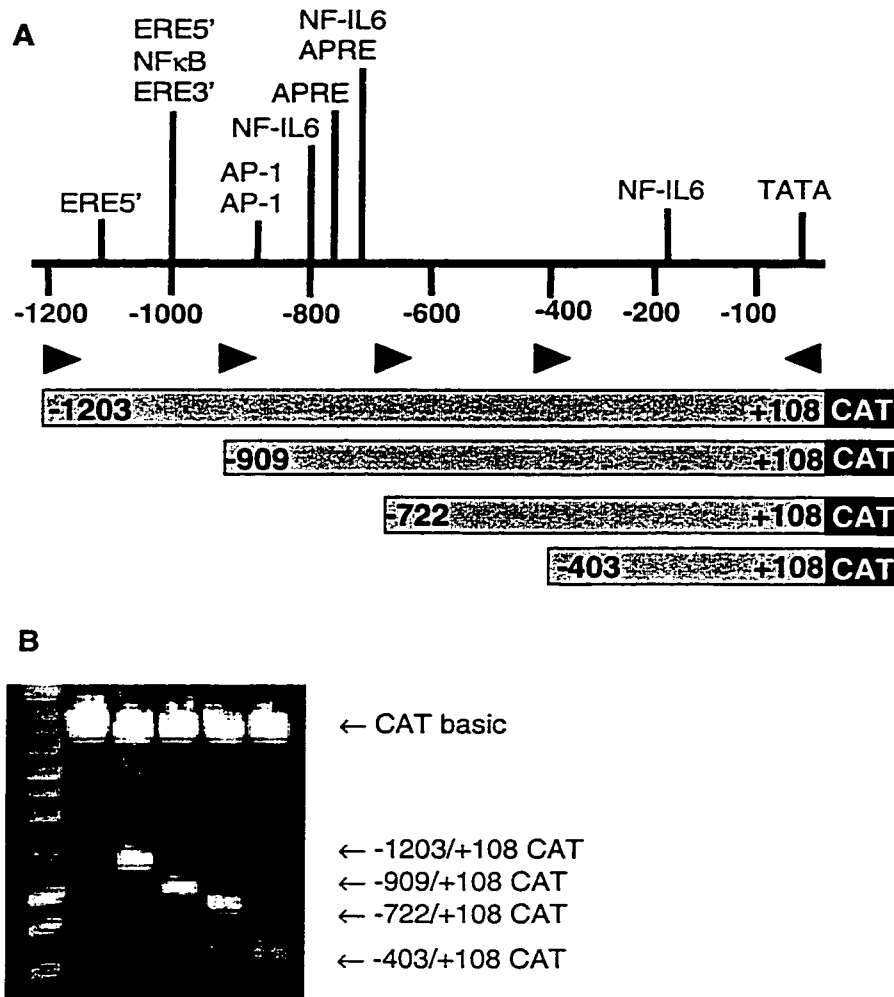 A
ERE5'
NFκB
ERE3'
NF-IL6
APRE
APRE
NF-IL6
AP-1
AP-1
ERE5'
NF-IL6
TATA
-1200 -1000 -800 -600 -400 -200 -100
-1203 +108 CAT
-909 +108 CAT
-722 +108 CAT
-403 +108 CAT
B
← CAT basic
← -1203/+108 CAT
← -909/+108 CAT
← -722/+108 CAT
← -403/+108 CAT